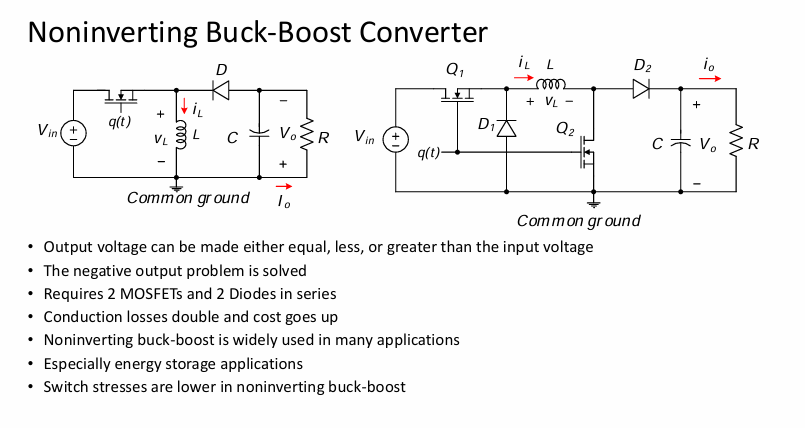 Noninverting Buck-Boost Converter
D
q(t)
Vin
+
−
+
vL
−
iL
L
C
−
Vo
+
R
Common ground
Io
Q1
iL L
+ vL −
D2
io
Vin
+
−
D1
Q2
q(t)
C
+
Vo
−
R
Common ground
• Output voltage can be made either equal, less, or greater than the input voltage
• The negative output problem is solved
• Requires 2 MOSFETs and 2 Diodes in series
• Conduction losses double and cost goes up
• Noninverting buck-boost is widely used in many applications
• Especially energy storage applications
• Switch stresses are lower in noninverting buck-boost